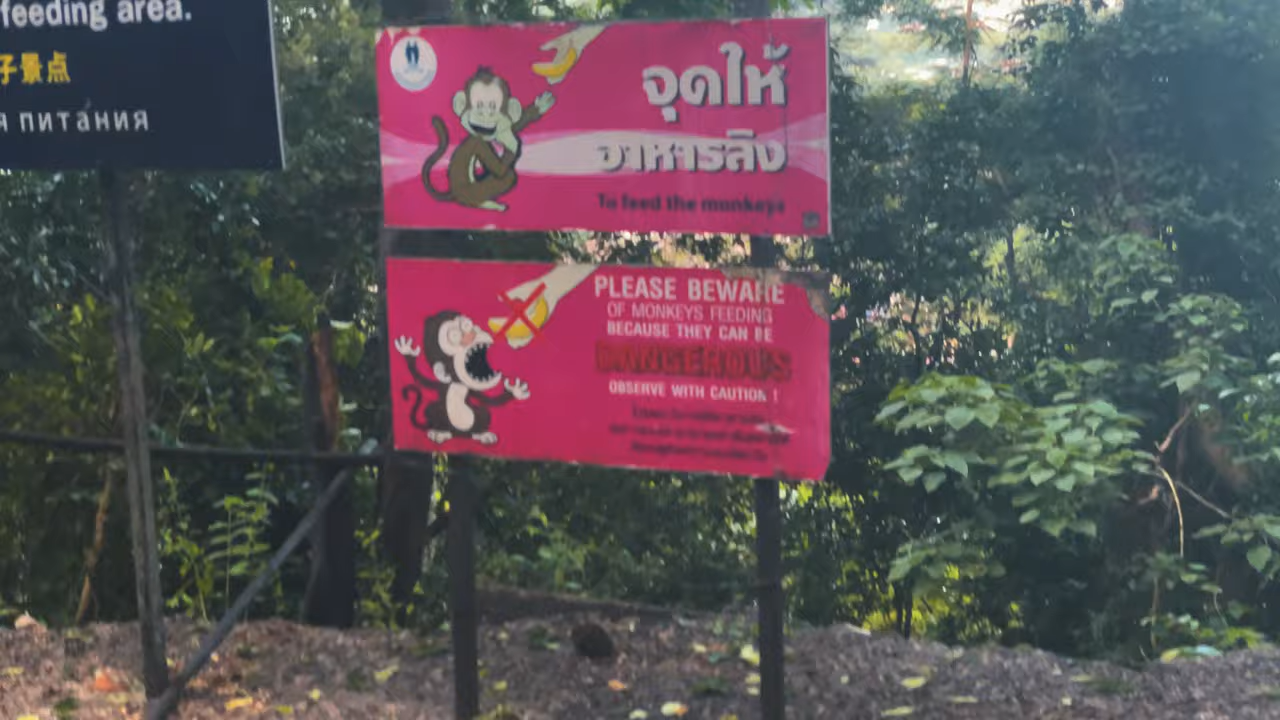 feeding area.
子景点
я питания
จุดให้
อาหารลิง
To feed the monkeys
PLEASE BEWARE
OF MONKEYS FEEDING
BECAUSE THEY CAN BE
DANGEROUS
OBSERVE WITH CAUTION !